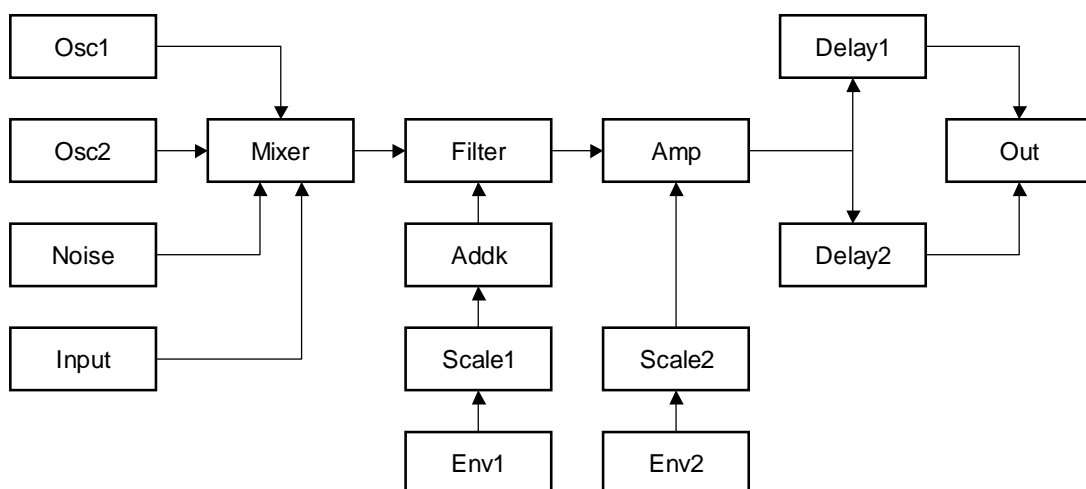 Osc1
Delay1
Osc2
Mixer
Filter
Amp
Out
Noise
Addk
Delay2
Input
Scale1
Scale2
Env1
Env2